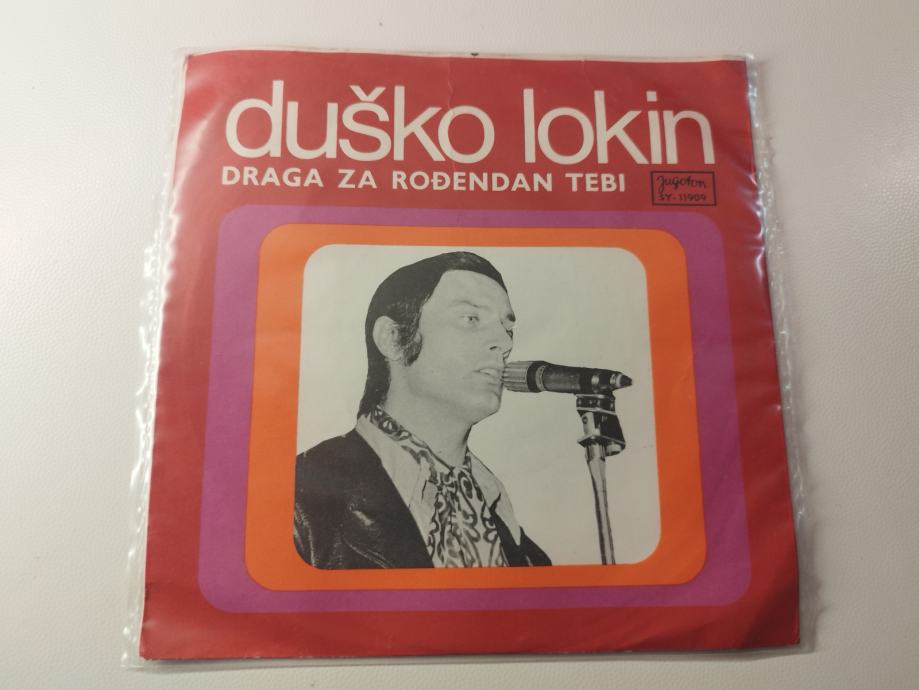 duško lokin
DRAGA ZA ROĐENDAN TEBI
Jugoton
SY-11909